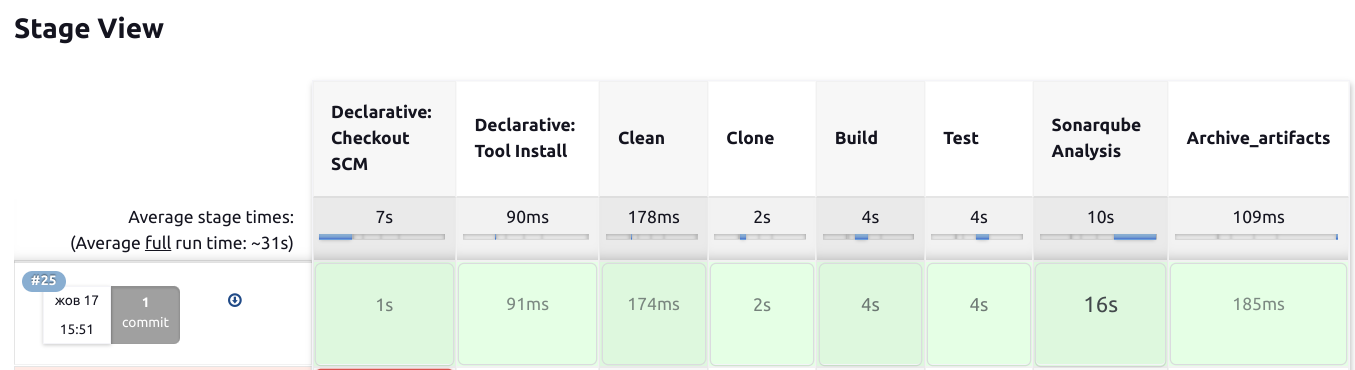 Stage View
Declarative:
Checkout
SCM
Declarative:
Tool Install
Clean
Clone
Build
Test
Sonarqube
Analysis
Archive_artifacts
Average stage times:
(Average full run time: ~31s)
7s
90ms
178ms
2s
4s
4s
10s
109ms
#25
жов 17
15:51
1
commit
1s
91ms
174ms
2s
4s
4s
16s
185ms